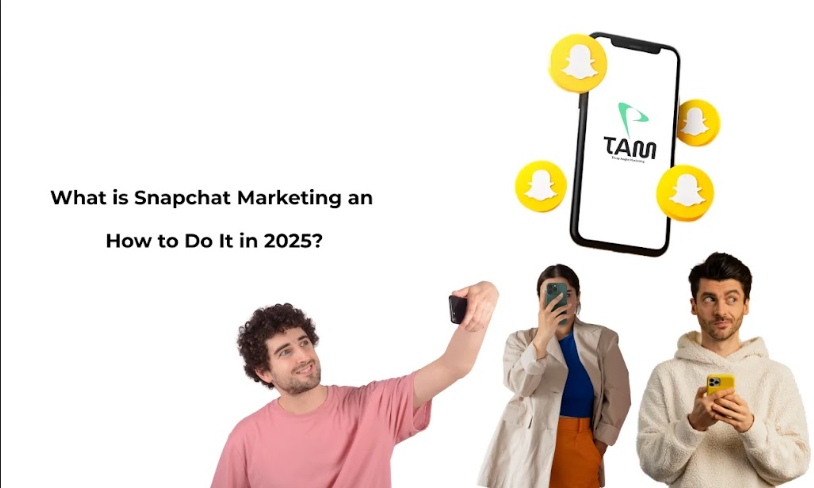 What is Snapchat Marketing an
How to Do It in 2025?
TAM